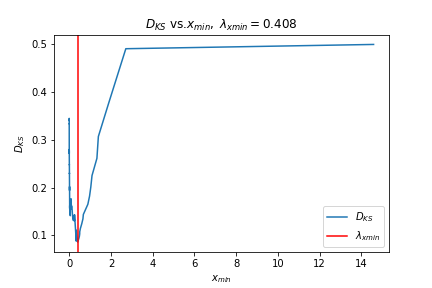 D_KS vs.x_min, λ_xmin = 0.408
0.5
0.4
0.3
0.2
0.1
D_KS
0 2 4 6 8 10 12 14
x_min
D_KS
λ_xmin